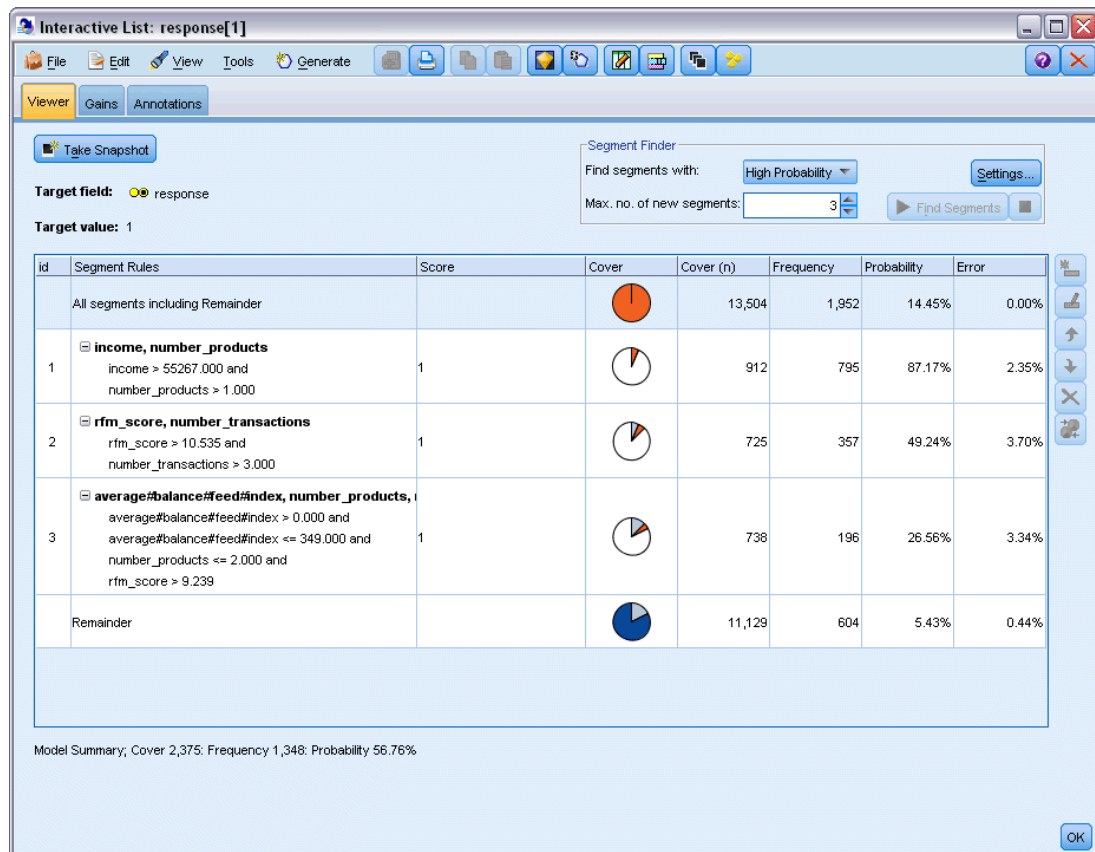 Interactive List: response[1]
File Edit View Tools Generate
Viewer Gains Annotations
Take Snapshot
Segment Finder
Find segments with: High Probability Settings...
Max. no. of new segments: 3 Find Segments
Target field: response
Target value: 1
id Segment Rules Score Cover Cover (n) Frequency Probability Error
All segments including Remainder 13,504 1,952 14.45% 0.00%
income, number_products
1 income > 55267.000 and 1 912 795 87.17% 2.35%
number_products > 1.000
rfm_score, number_transactions
2 rfm_score > 10.535 and 1 725 357 49.24% 3.70%
number_transactions > 3.000
average#balance#feed#index, number_products,
average#balance#feed#index > 0.000 and
3 average#balance#feed#index <= 349.000 and 1 738 196 26.56% 3.34%
number_products <= 2.000 and
rfm_score > 9.239
Remainder 11,129 604 5.43% 0.44%
Model Summary; Cover 2,375: Frequency 1,348: Probability 56.76%
OK